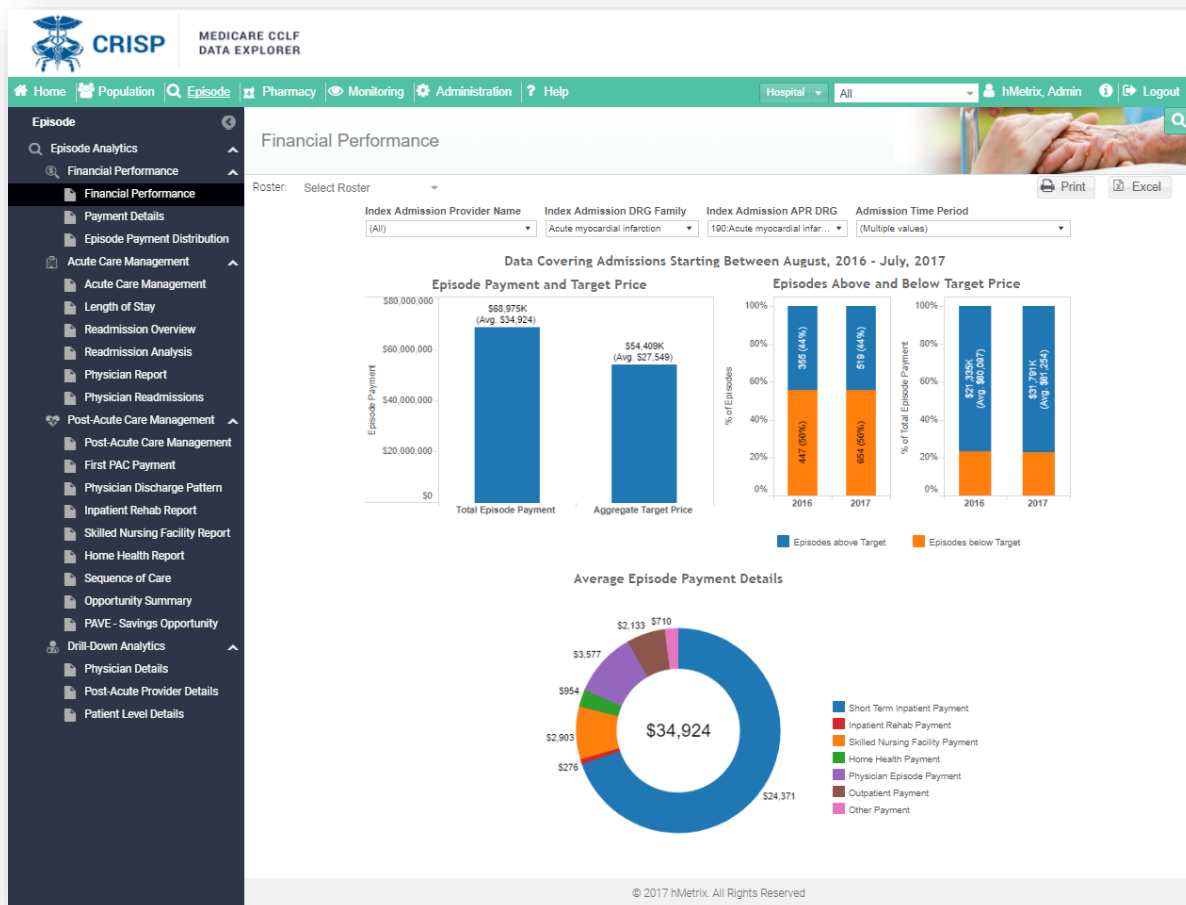 CRISP
MEDICARE CCLF
DATA EXPLORER
Home Population Episode Pharmacy Monitoring Administration ? Help Hospital All hMetrix, Admin Logout
Episode
Episode Analytics
Financial Performance
Financial Performance
Payment Details
Episode Payment Distribution
Acute Care Management
Acute Care Management
Length of Stay
Readmission Overview
Readmission Analysis
Physician Report
Physician Readmissions
Post-Acute Care Management
Post-Acute Care Management
First PAC Payment
Physician Discharge Pattern
Inpatient Rehab Report
Skilled Nursing Facility Report
Home Health Report
Sequence of Care
Opportunity Summary
PAVE - Savings Opportunity
Drill-Down Analytics
Physician Details
Post-Acute Provider Details
Patient Level Details
Financial Performance
Roster: Select Roster
Print Excel
Index Admission Provider Name Index Admission DRG Family Index Admission APR DRG Admission Time Period
(All) Acute myocardial infarction 190:Acute myocardial infar... (Multiple values)
Data Covering Admissions Starting Between August, 2016 - July, 2017
Episode Payment and Target Price
Episode Payment
$80,000,000
$60,000,000
$40,000,000
$20,000,000
$0
$68,975K
(Avg. $34,924)
$54,409K
(Avg. $27,549)
Total Episode Payment Aggregate Target Price
Episodes Above and Below Target Price
% of Episodes
100%
80%
60%
40%
20%
0%
355 (44%)
447 (56%)
519 (44%)
654 (56%)
2016 2017
% of Total Episode Payment
100%
80%
60%
40%
20%
0%
$21,335K
(Avg. $60,097)
$31,791K
(Avg. $61,254)
2016 2017
Episodes above Target Episodes below Target
Average Episode Payment Details
$710
$2,133
$3,577
$954
$2,903
$276
$24,371
$34,924
Short Term Inpatient Payment
Inpatient Rehab Payment
Skilled Nursing Facility Payment
Home Health Payment
Physician Episode Payment
Outpatient Payment
Other Payment
© 2017 hMetrix. All Rights Reserved